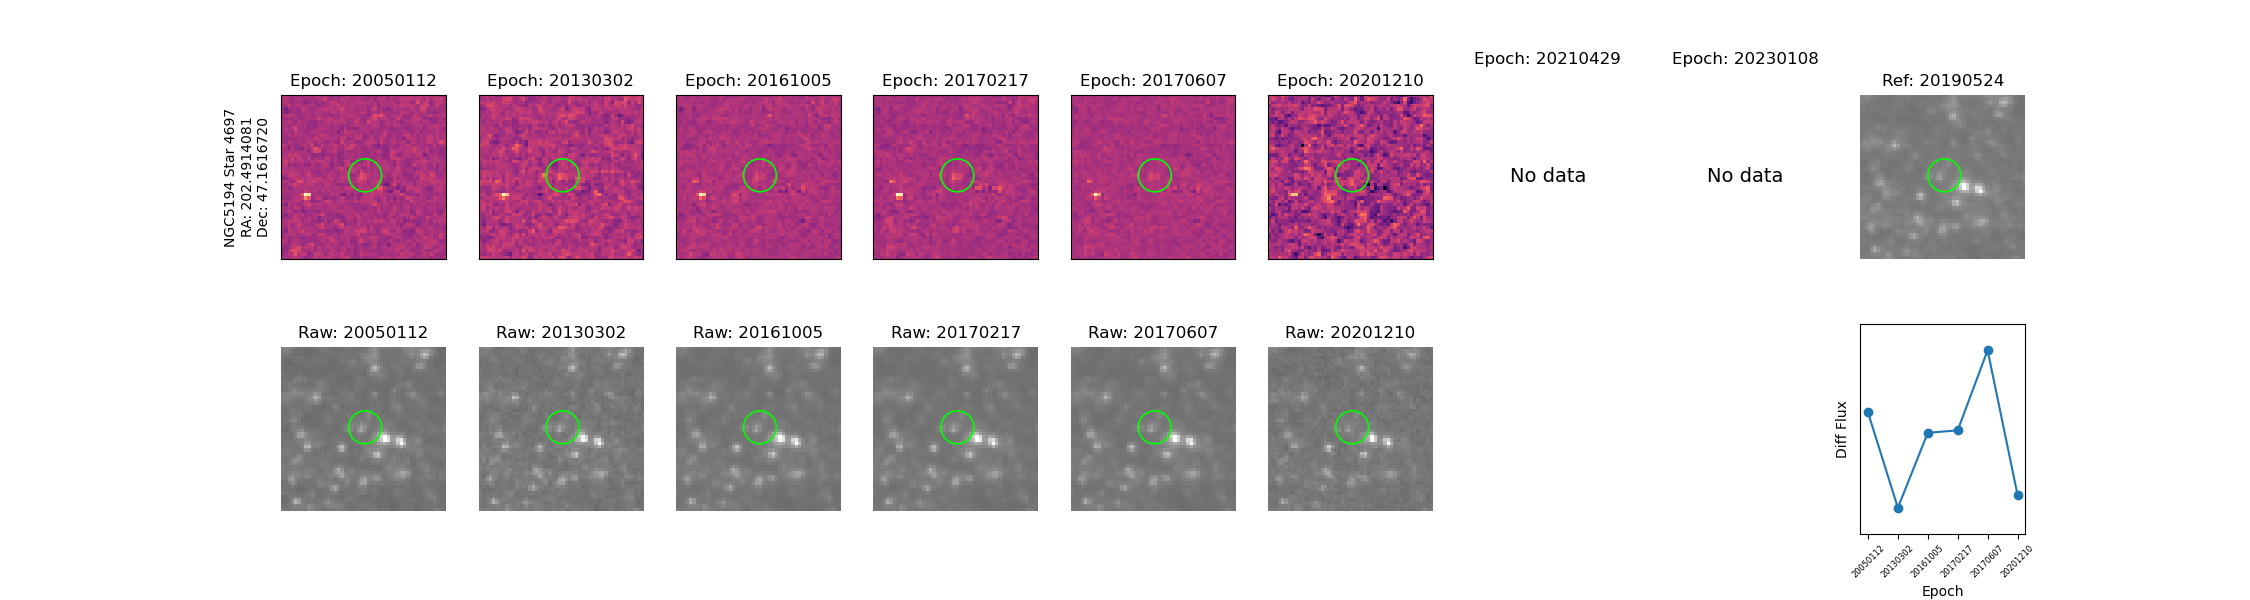 Epoch: 20050112
Epoch: 20130302
Epoch: 20161005
Epoch: 20170217
Epoch: 20170607
Epoch: 20201210
Epoch: 20210429
Epoch: 20230108
Ref: 20190524
NGC5194 Star 4697
RA: 202.4914081
Dec: 47.1616720
No data
No data
Raw: 20050112
Raw: 20130302
Raw: 20161005
Raw: 20170217
Raw: 20170607
Raw: 20201210
Diff Flux
20050112
20130302
20161005
20170217
20170607
20201210
Epoch